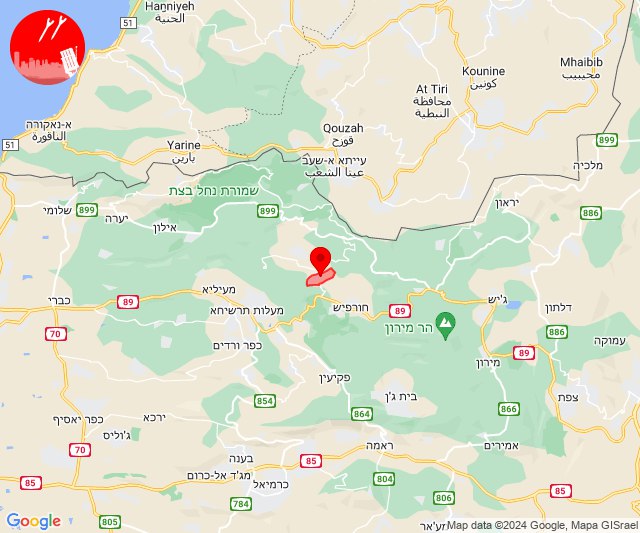 Hanniyeh
الحنية
51
Mhaibib
محيبيب
Kounine
كونين
At Tiri
محافظة
النبطية
א-נאקורה
الناقورة
51
Yarine
يارين
Qouzah
قوزح
עייתא א-שעב
عيتا الشعب
899
מלכיה
שמורת נחל בצת
שלומי
899
יערה
אילון
899
יראון
886
מעיליא
כברי
89
70
מעלות תרשיחא
חורפיש
89
ג'יש
דלתון
הר מירון
886
עמוקה
כפר ורדים
89
מירון
פקיעין
צפת
854
בית ג'ן
866
864
ירכא
כפר יאסיף
ג'וליס
70
ראמה
אמירים
בענה
85
85
85
מג'ד אל-כרום
כרמיאל
784
804
806
805
מע'אר
Google
Map data ©2024 Google, Mapa GISrael